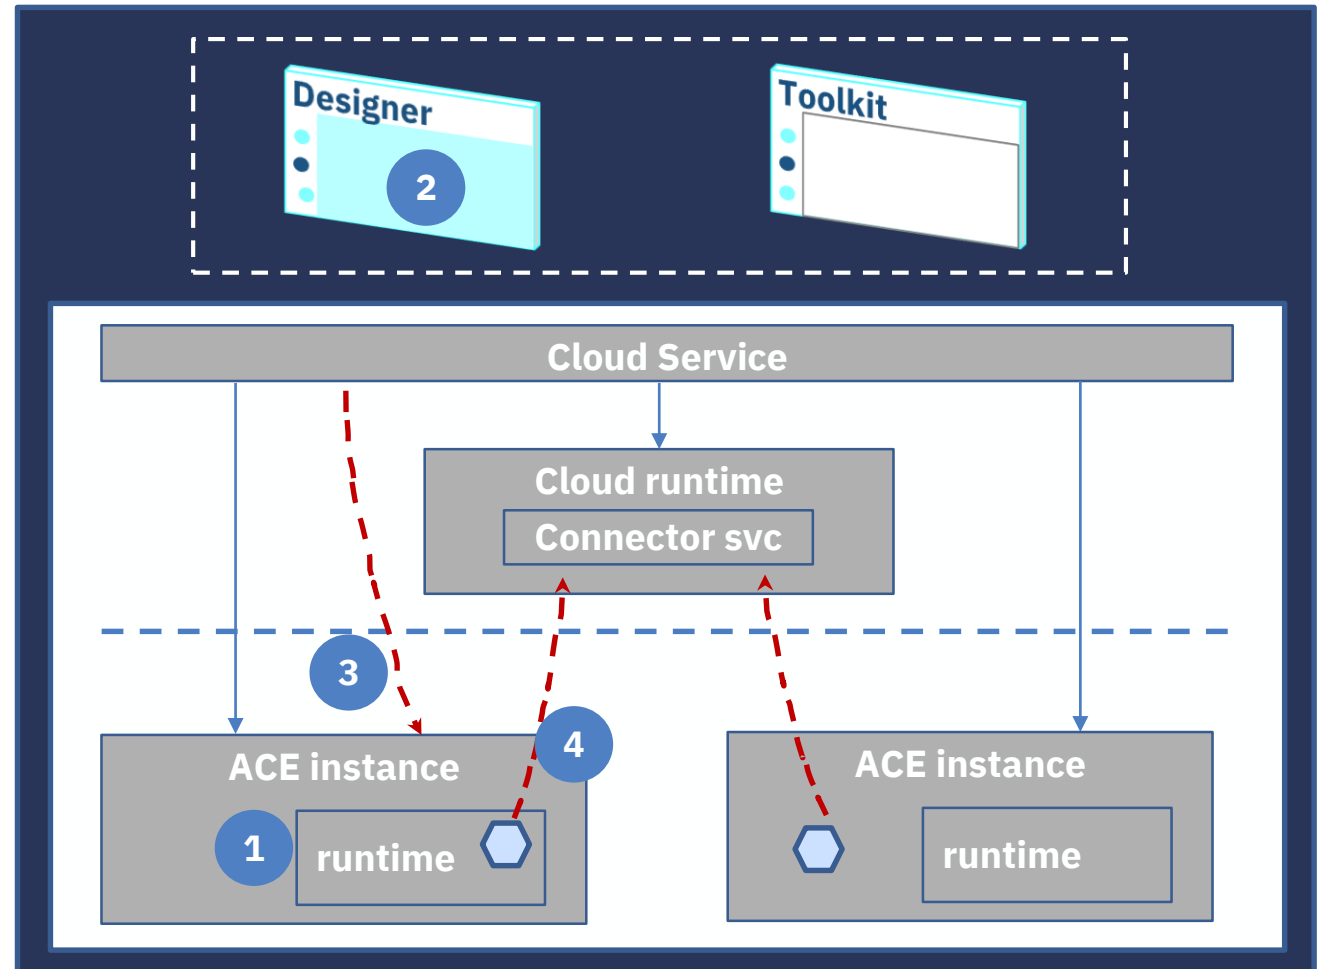 Designer
Toolkit
2
Cloud Service
Cloud runtime
Connector svc
3
4
ACE instance
ACE instance
1
runtime
runtime